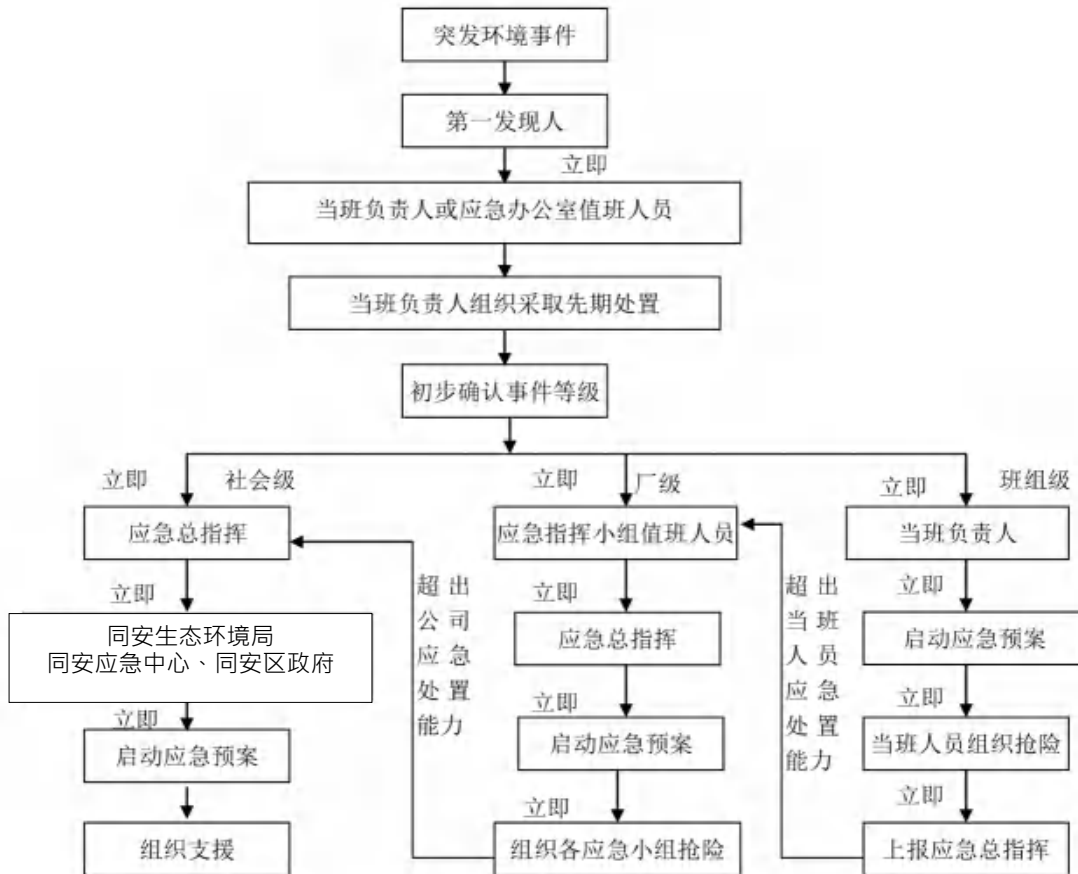 突发环境事件
第一发现人
立即
当班负责人或应急办公室值班人员
当班负责人组织采取先期处置
初步确认事件等级
立即
社会级
立即
厂级
立即
班组级
应急总指挥
应急指挥小组值班人员
当班负责人
立即
超出
公司
应急
处置
能力
立即
超出
当班
人员
应急
处置
能力
立即
同安生态环境局
同安应急中心、同安区政府
应急总指挥
启动应急预案
立即
立即
立即
启动应急预案
启动应急预案
当班人员组织抢险
立即
立即
组织支援
组织各应急小组抢险
上报应急总指挥